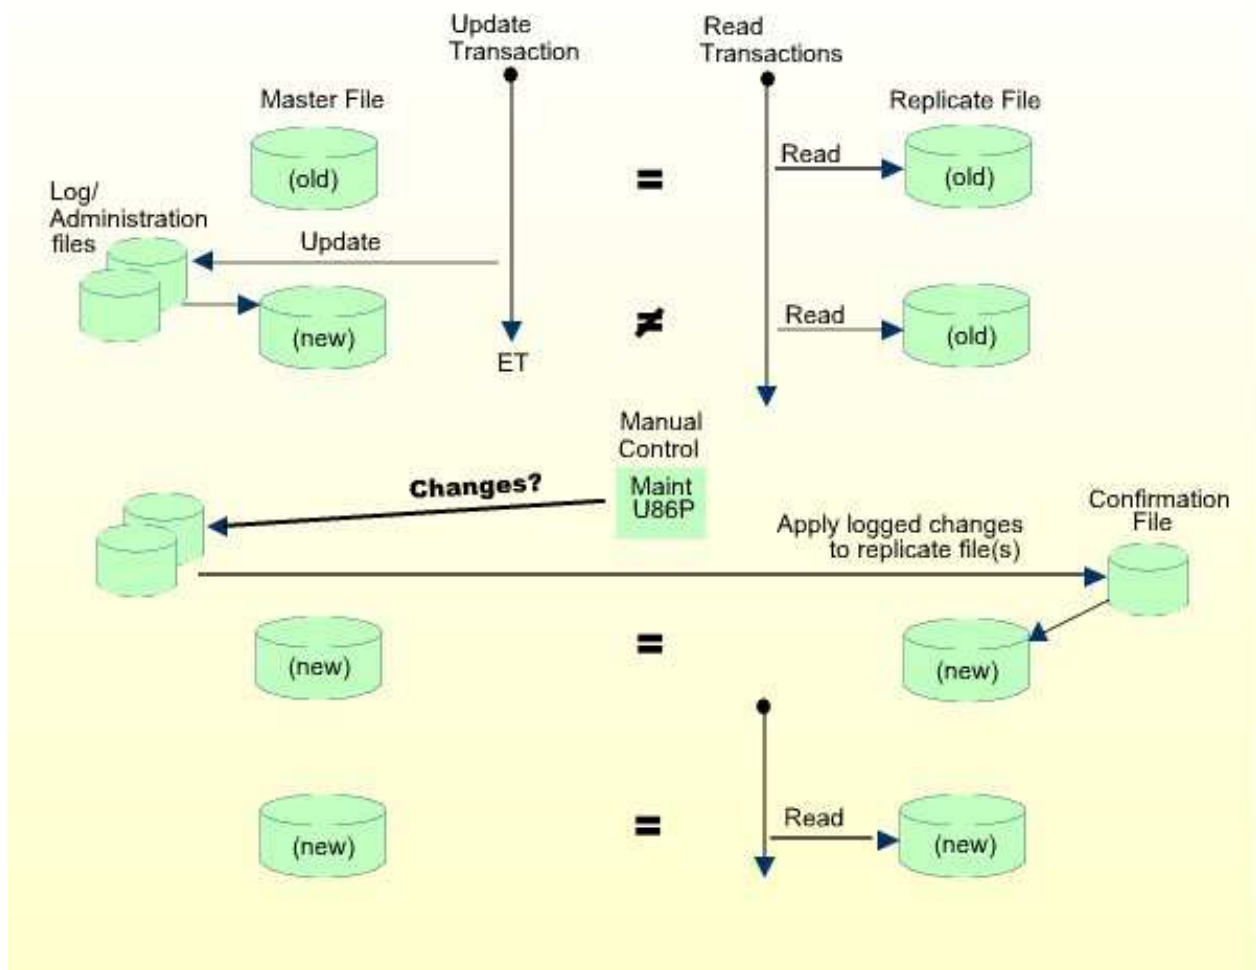 Update
Transaction
Read
Transactions
Master File
Replicate File
(old)
=
Read
(old)
Log/
Administration
files
Update
(new)
≠
Read
(old)
ET
Manual
Control
Changes?
Maint
U86P
Apply logged changes
to replicate file(s)
Confirmation
File
(new)
=
(new)
(new)
=
Read
(new)